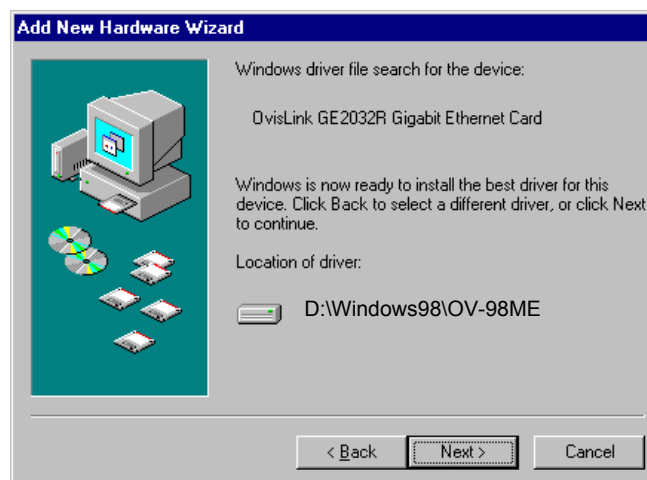 Add New Hardware Wizard
Windows driver file search for the device:
OvisLink GE2032R Gigabit Ethernet Card
Windows is now ready to install the best driver for this
device. Click Back to select a different driver, or click Next
to continue.
Location of driver:
D:\Windows98\OV-98ME
< Back
Next >
Cancel